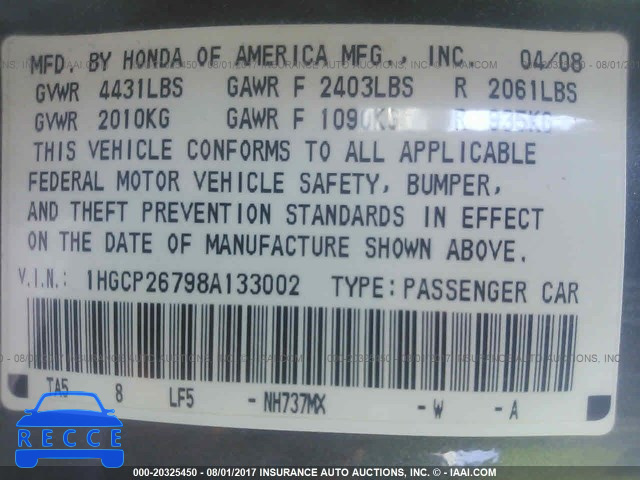 MFD. BY HONDA OF AMERICA MFG., INC. 04/08
GVWR 4431LBS GAWR F 2403LBS R 2061LBS
GVWR 2010KG GAWR F 1090KG R 935KG
THIS VEHICLE CONFORMS TO ALL APPLICABLE
FEDERAL MOTOR VEHICLE SAFETY, BUMPER,
AND THEFT PREVENTION STANDARDS IN EFFECT
ON THE DATE OF MANUFACTURE SHOWN ABOVE.
V.I.N.: 1HGCP26798A133002 TYPE: PASSENGER CAR
TA5 8 LF5 - NH737MX - W - A
RECCE
000-20325450 - 08/01/2017 INSURANCE AUTO AUCTIONS, INC. - IAAI.COM